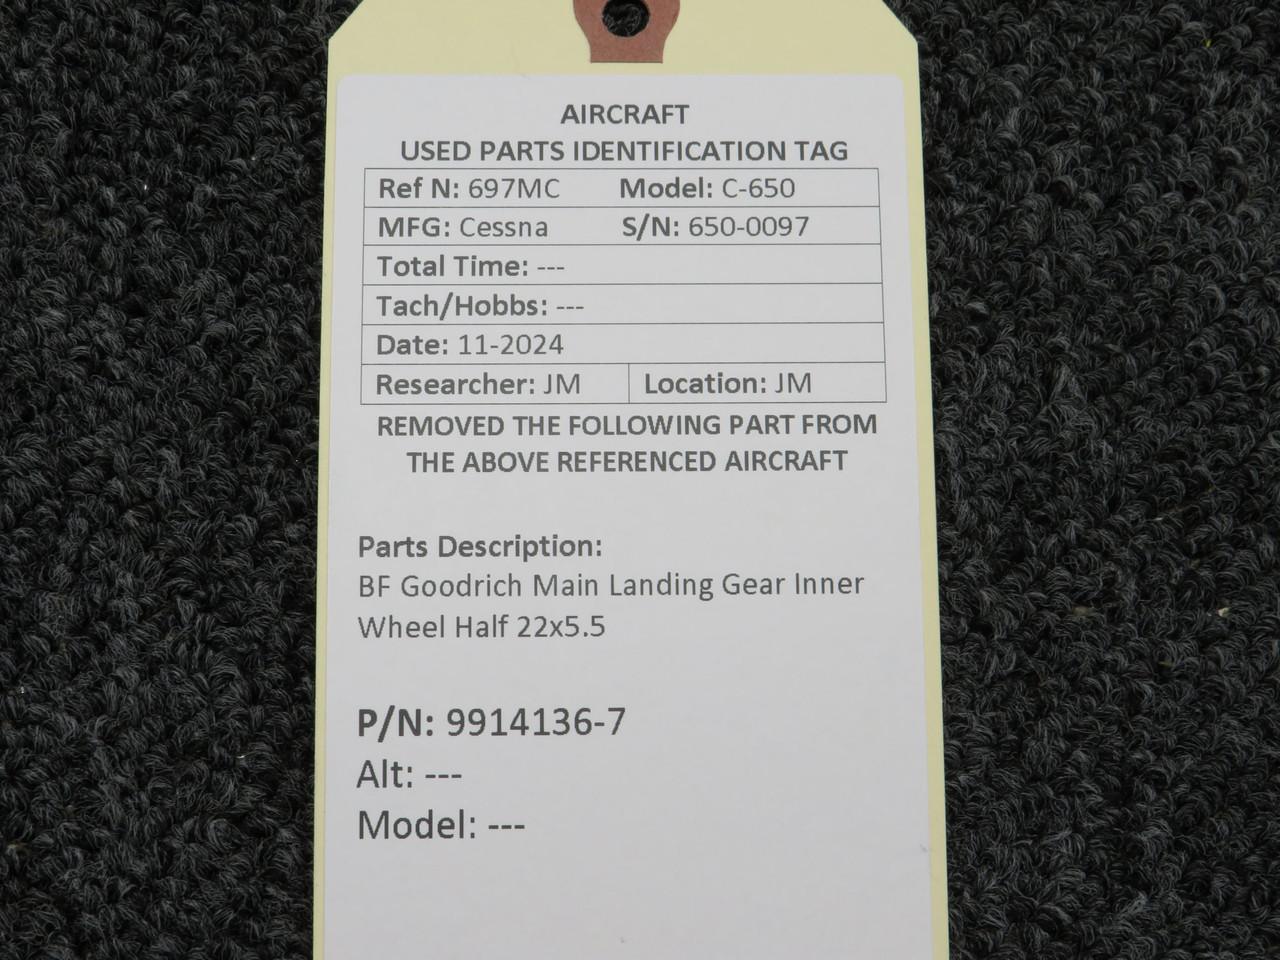 AIRCRAFT
USED PARTS IDENTIFICATION TAG
Ref N: 697MC Model: C-650
MFG: Cessna S/N: 650-0097
Total Time: ---
Tach/Hobbs: ---
Date: 11-2024
Researcher: JM Location: JM
REMOVED THE FOLLOWING PART FROM
THE ABOVE REFERENCED AIRCRAFT
Parts Description:
BF Goodrich Main Landing Gear Inner
Wheel Half 22x5.5
P/N: 9914136-7
Alt: ---
Model: ---